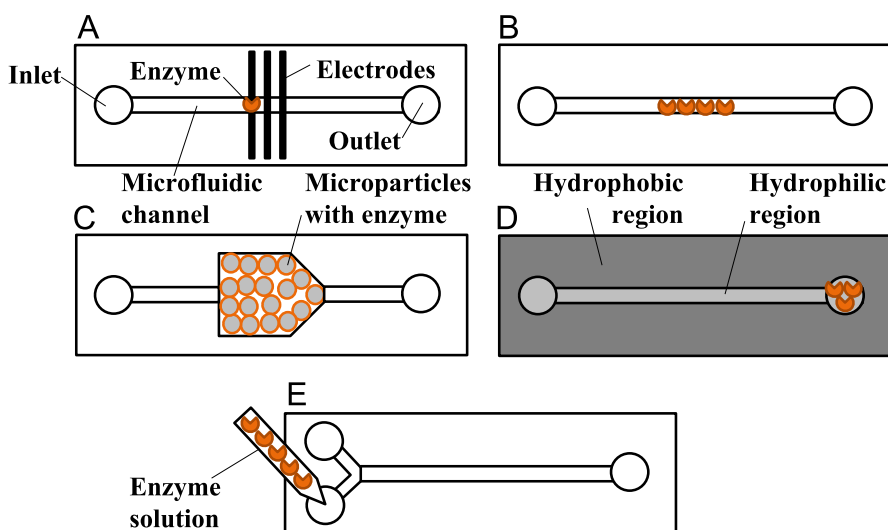 A
B
Inlet
Enzyme
Electrodes
Outlet
Microfluidic
channel
Microparticles
with enzyme
Hydrophobic
region
Hydrophilic
region
C
D
E
Enzyme
solution